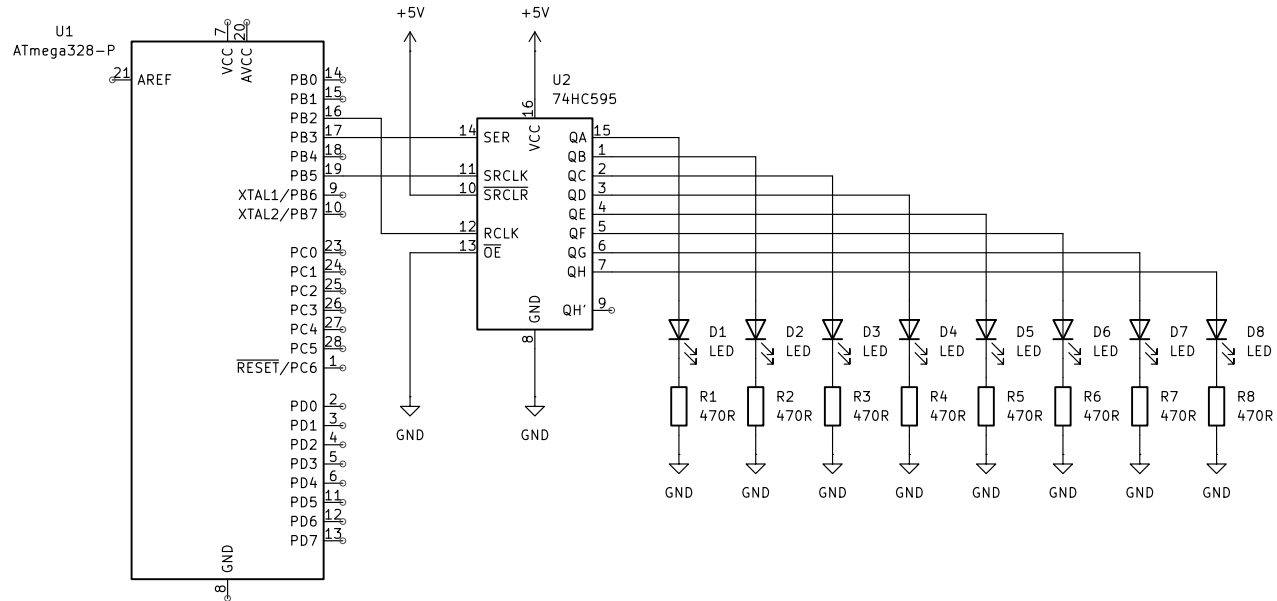 U1
ATmega328-P
7
VCC
20
AVCC
21
AREF
PB0
14
PB1
15
PB2
16
PB3
17
PB4
18
PB5
19
XTAL1/PB6
9
XTAL2/PB7
10
PC0
23
PC1
24
PC2
25
PC3
26
PC4
27
PC5
28
RESET/PC6
1
PD0
2
PD1
3
PD2
4
PD3
5
PD4
6
PD5
11
PD6
12
PD7
13
GND
8
+5V
+5V
U2
74HC595
16
VCC
14
SER
11
SRCLK
10
SRCLR
12
RCLK
13
OE
QA
15
QB
1
QC
2
QD
3
QE
4
QF
5
QG
6
QH
7
QH'
9
GND
8
GND
GND
D1
LED
D2
LED
D3
LED
D4
LED
D5
LED
D6
LED
D7
LED
D8
LED
R1
470R
R2
470R
R3
470R
R4
470R
R5
470R
R6
470R
R7
470R
R8
470R
GND
GND
GND
GND
GND
GND
GND
GND